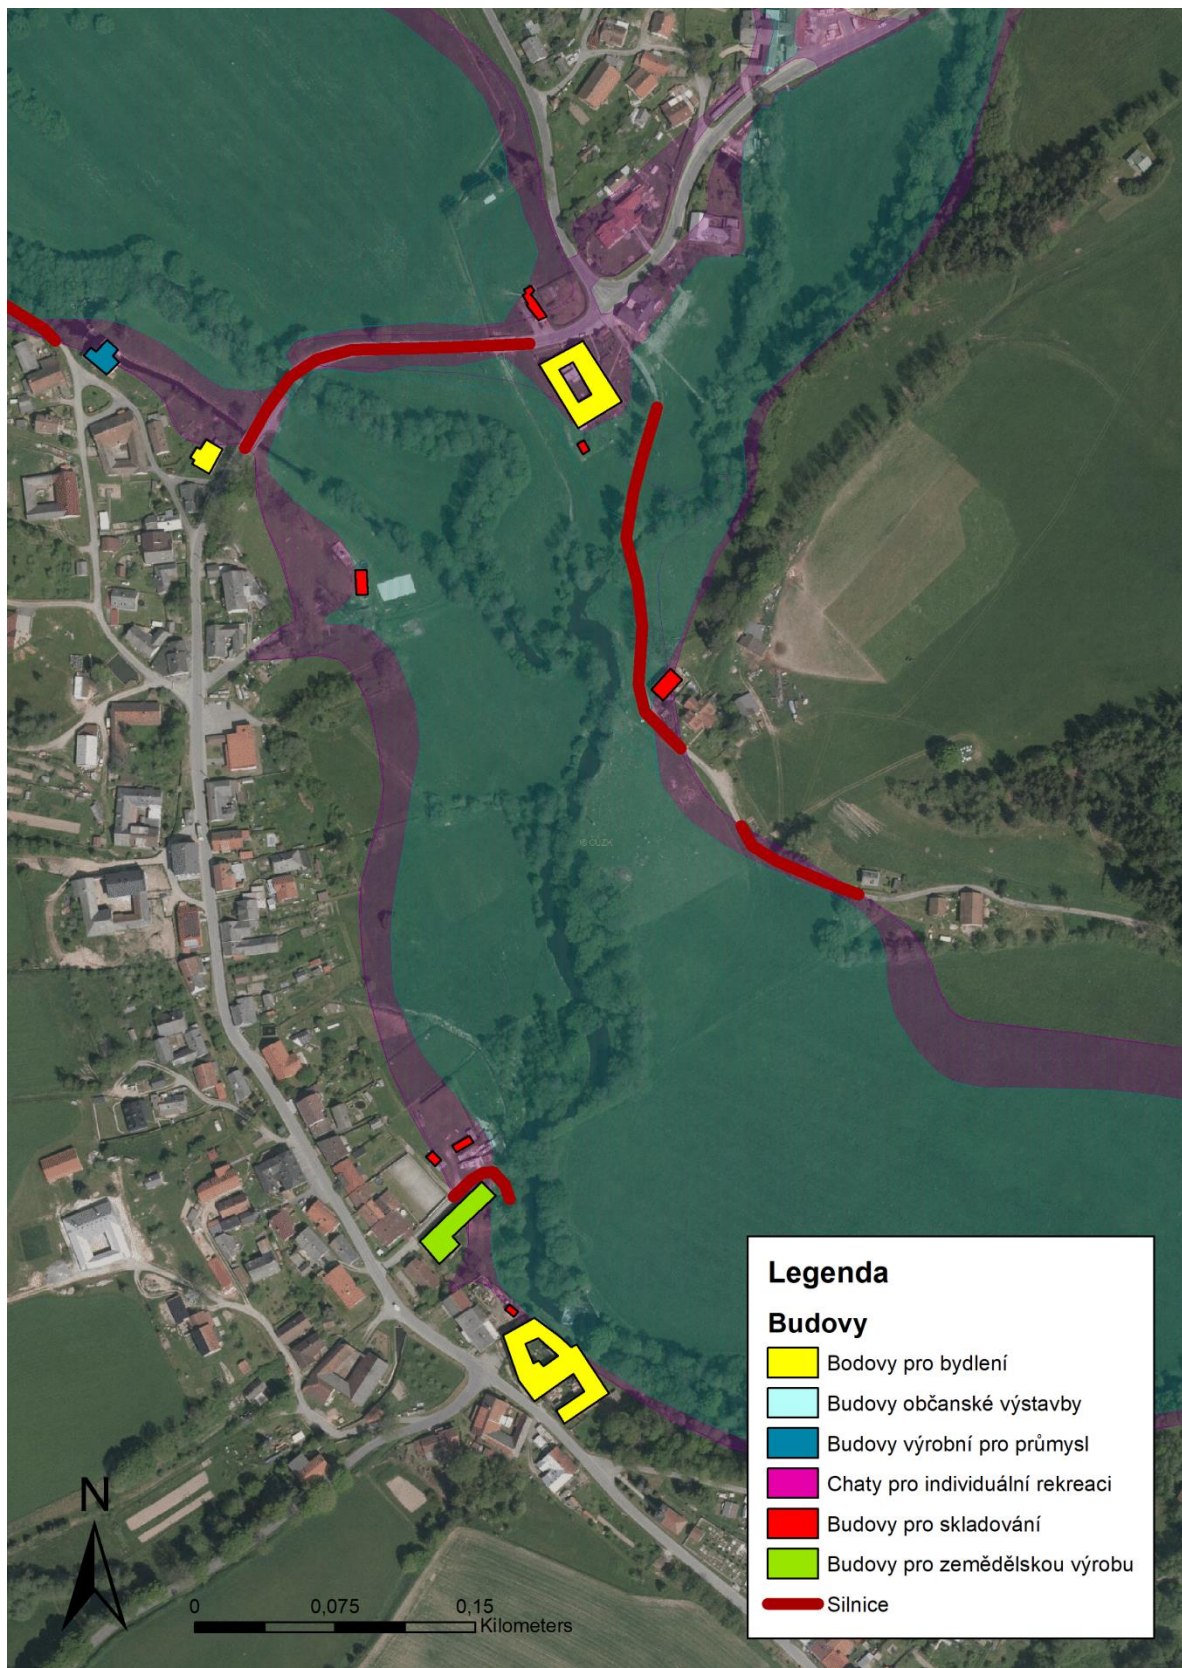 Legenda
Budovy
Bodovy pro bydlení
Budovy občanské výstavby
Budovy výrobní pro průmysl
Chaty pro individuální rekreaci
Budovy pro skladování
Budovy pro zemědělskou výrobu
Silnice
N
0 0,075 0,15
Kilometers